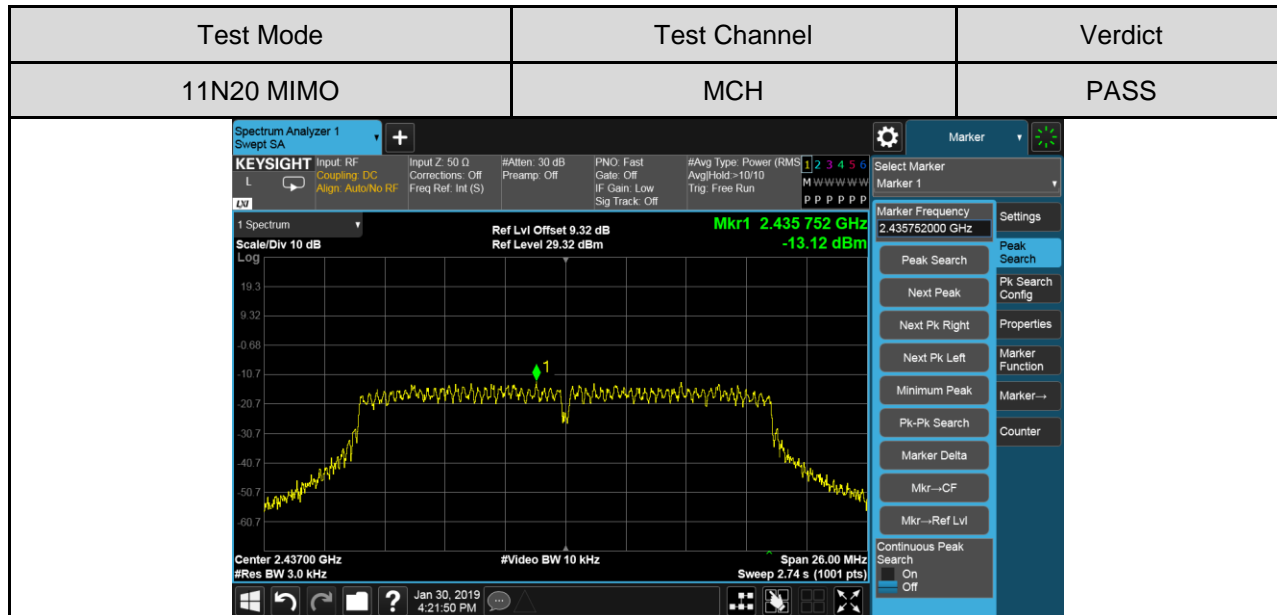 Test Mode Test Channel Verdict
11N20 MIMO MCH PASS
Spectrum Analyzer 1
Swept SA
+
Marker
KEYSIGHT Input: RF Input Z: 50 Ω #Atten: 30 dB PNO: Fast #Avg Type: Power (RMS 1 2 3 4 5 6
L Coupling: DC Corrections: Off Preamp: Off Gate: Off Avg|Hold:>10/10 M W W W W W
Align: Auto/No RF Freq Ref: Int (S) IF Gain: Low Trig: Free Run
LXI Sig Track: Off P P P P P P
Select Marker
Marker 1
1 Spectrum
Ref Lvl Offset 9.32 dB
Mkr1 2.435 752 GHz
Scale/Div 10 dB
Ref Level 29.32 dBm
-13.12 dBm
Log
19.3
9.32
-0.68
-10.7
-20.7
-30.7
-40.7
-50.7
-60.7
1
Center 2.43700 GHz #Video BW 10 kHz Span 26.00 MHz
#Res BW 3.0 kHz Sweep 2.74 s (1001 pts)
Marker Frequency
2.435752000 GHz
Peak Search
Next Peak
Next Pk Right
Next Pk Left
Minimum Peak
Pk-Pk Search
Marker Delta
Mkr→CF
Mkr→Ref Lvl
Continuous Peak
Search
On
Off
Settings
Peak
Search
Pk Search
Config
Properties
Marker
Function
Marker→
Counter
?
Jan 30, 2019
4:21:50 PM